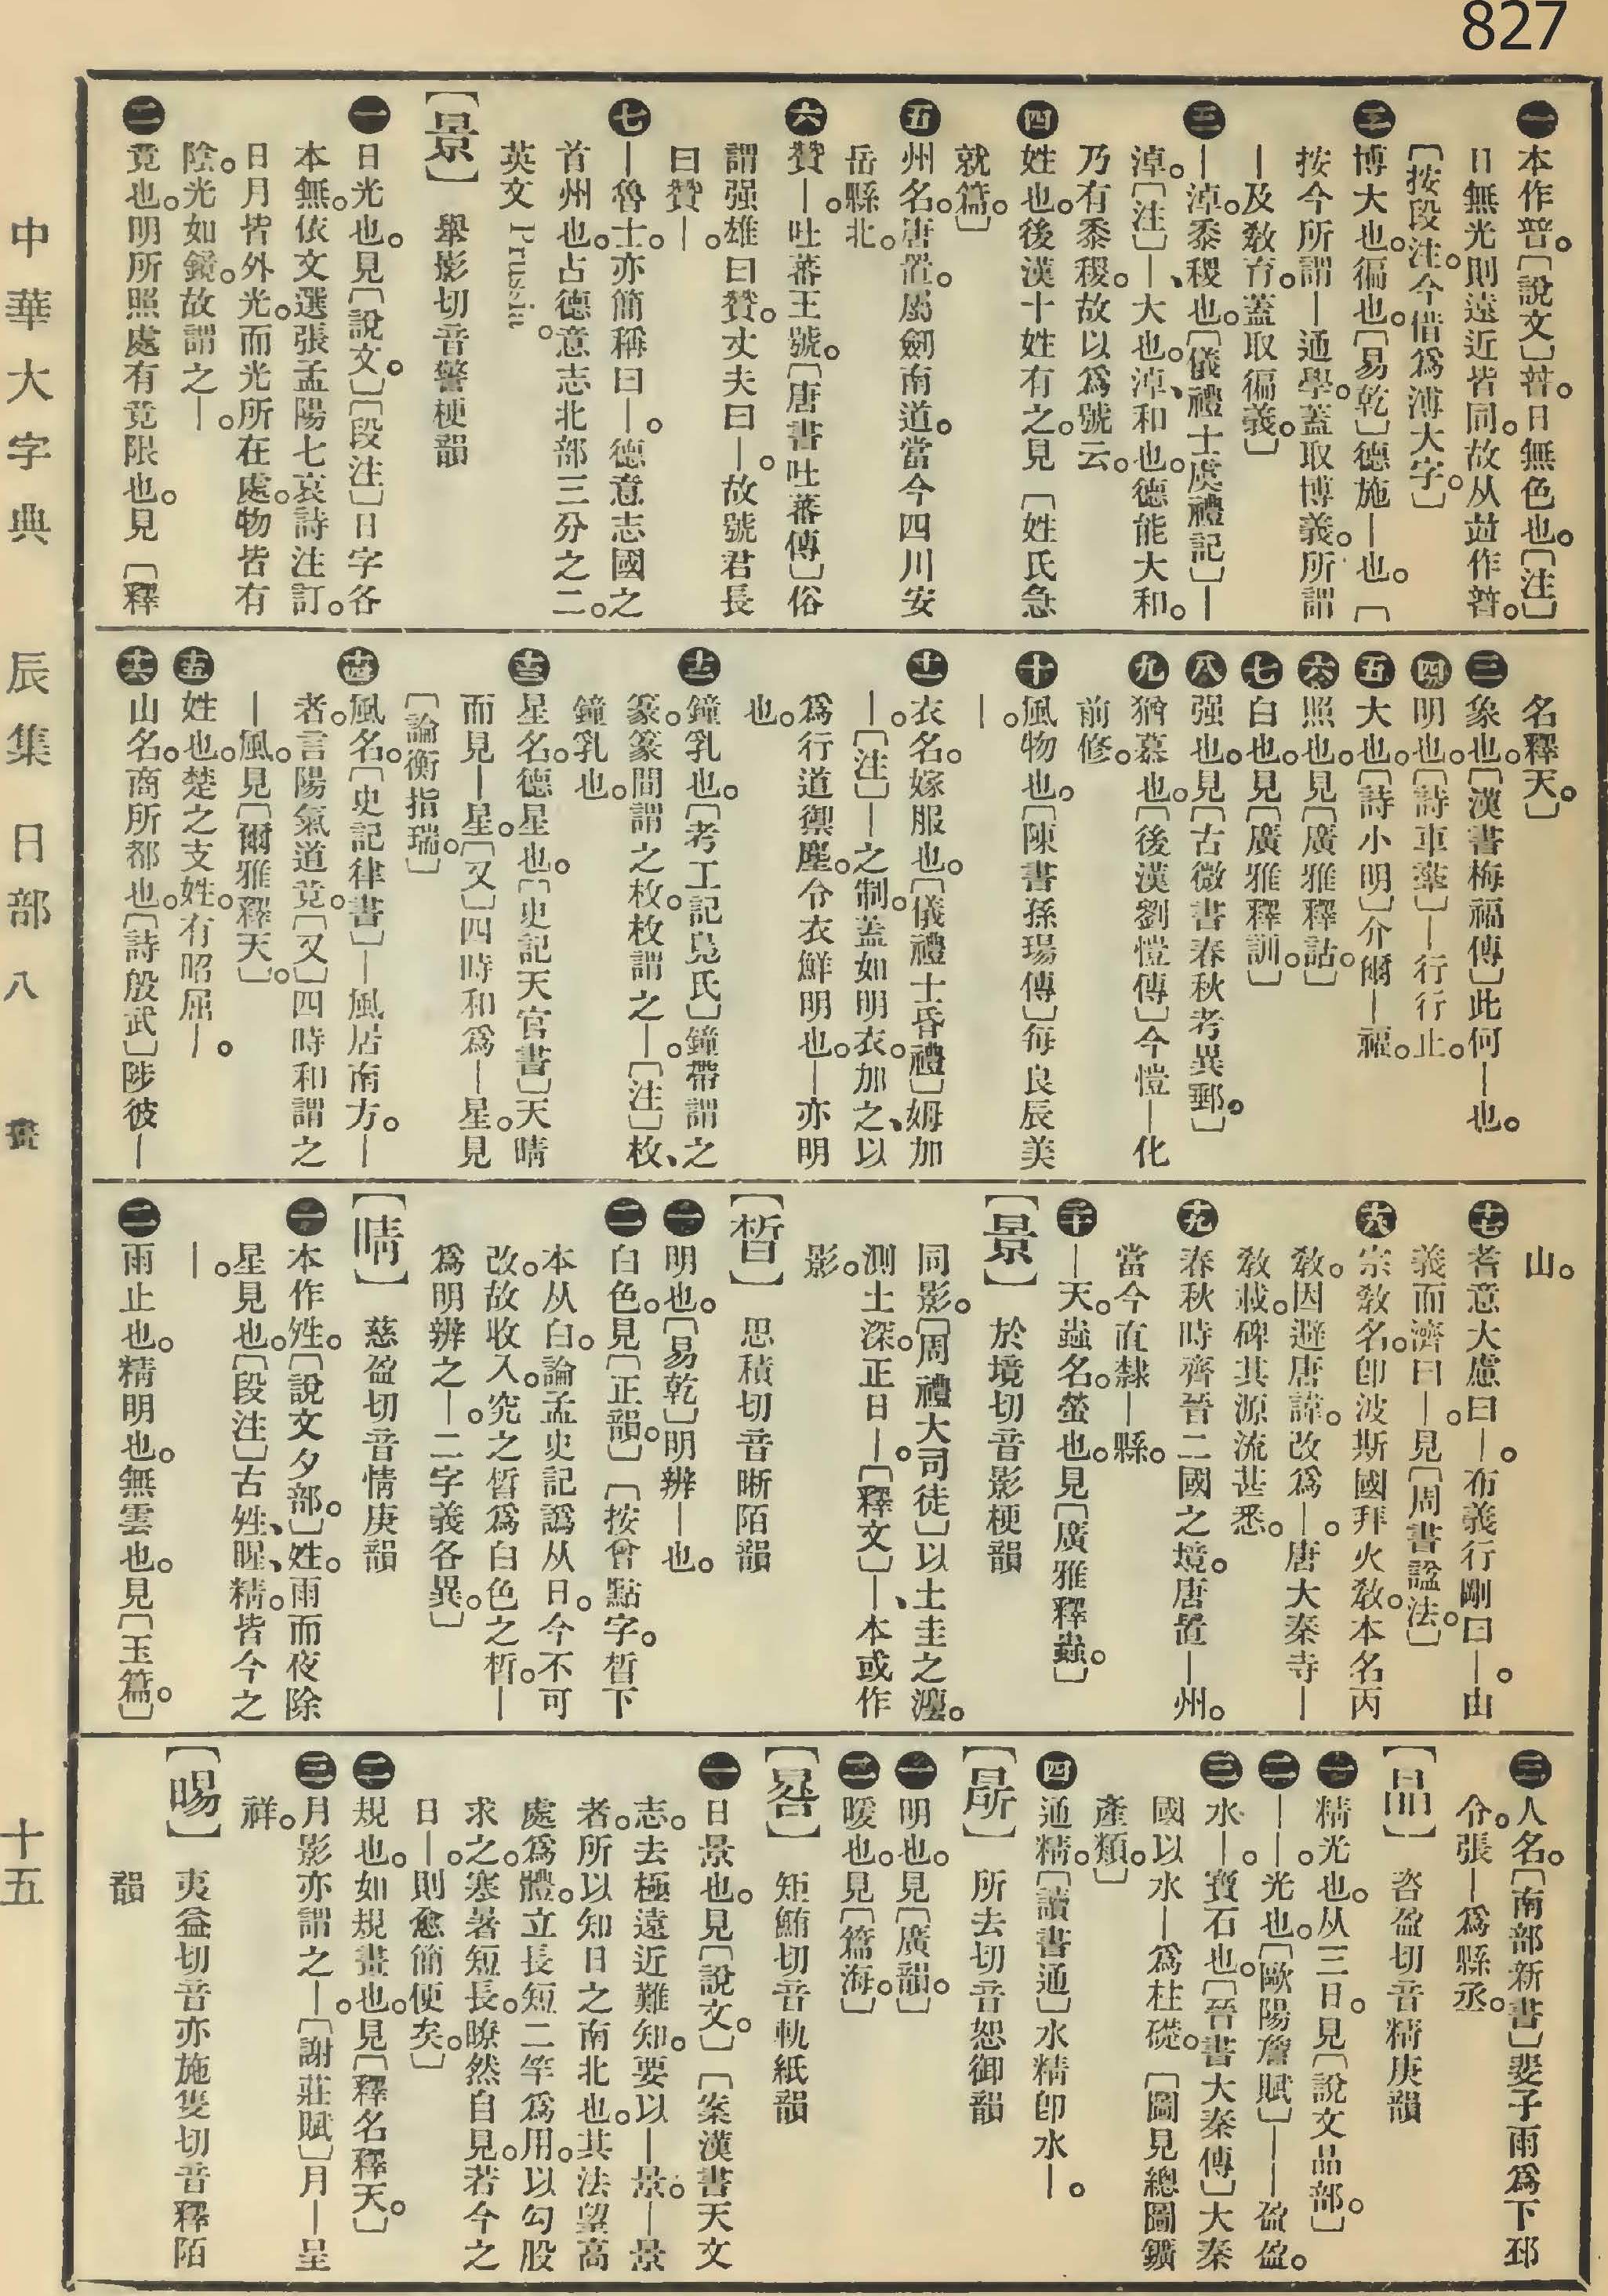 827
㊀本作暜。〔說文〕暜。日無色也。〔注〕
日無光則遠近皆同。故从竝作暜。
〔按段注。今借爲溥大字。〕
㊁博大也。徧也。〔易乾〕德施—也。〔
按今所謂—通學。蓋取博義。所謂
—及敎育。蓋取徧義。〕
㊂—淖。黍稷也。〔儀禮士虞禮記〕—
淖。〔注〕—、大也。淖、和也。德能大和。
乃有黍稷。故以爲號云。
㊃姓也。後漢十姓有之。見〔姓氏急
就篇。〕
㊄州名。唐置。屬劒南道。當今四川安
岳縣北。
㊅贊—。吐蕃王號。〔唐書吐蕃傳〕俗
謂强雄曰贊。丈夫曰—。故號君長
曰贊—。
㊆—魯士。亦簡稱曰—。德意志國之
首州也。占德意志北部三分之二。
英文 Prussia。
〔景〕 舉影切音警梗韻
㊀日光也。見〔說文。〕〔段注〕日字各
本無。依文選張孟陽七哀詩注訂。
日月皆外光。而光所在處。物皆有
陰。光如鏡。故謂之—。
㊁竟也。明所照處有竟限也。見〔釋
名釋天。〕
㊂象也。〔漢書梅福傳〕此何—也。
㊃明也。〔詩車舝〕—行行止。
㊄大也。〔詩小明〕介爾—福。
㊅照也。見〔廣雅釋詁。〕
㊆白也。見〔廣雅釋訓。〕
㊇强也。見〔古微書春秋考異郵。〕
㊈猶慕也。〔後漢劉愷傳〕今愷—化
前修。
㊉風物也。〔陳書孫瑒傳〕每良辰美
—。
十一衣名。嫁服也。〔儀禮士昏禮〕姆加
—。〔注〕—之制。蓋如明衣。加之、以
爲行道禦塵。令衣鮮明也。—亦明
也。
十二鐘乳也。〔考工記鳧氏〕鐘帶謂之
篆。篆間謂之枚。枚謂之—。〔注〕枚、
鐘乳也。
十三星名。德星也。〔史記天官書〕天晴
而見—星。〔又〕四時和爲—星。見
〔論衡指瑞。〕
十四風名。〔史記律書〕—風居南方。—
者。言陽氣道竟。〔又〕四時和謂之
—風。見〔爾雅釋天〕。
十五姓也。楚之支姓。有昭屈—。
十六山名。商所都也。〔詩殷武〕陟彼—
山。
十七耆意大慮曰—。布義行剛曰—。由
義而濟曰—。見〔周書謚法。〕
十八宗敎名。卽波斯國拜火敎。本名丙
敎。因避唐諱。改爲—。唐大秦寺—
敎。載碑其源流甚悉。
十九春秋時齊晉二國之境。唐置—州。
當今直隸—縣。
二十—天。蟲名。螢也。見〔廣雅釋蟲。〕
〔景〕 於境切音影梗韻
同影。〔周禮大司徒〕以土圭之灋。
測土深。正日—。〔釋文〕—、本或作
影。
〔晳〕 思積切音晰陌韻
㊀明也。〔易乾〕明辨—也。
㊁白色。見〔正韻。〕〔按曾點字。晳下
本从白。論孟史記譌从日。今不可
改。故收入。究之晳爲白色之晳。—
爲明辨之—。二字義各異。〕
〔晴〕 慈盈切音情庚韻
㊀本作夝。〔說文夕部。〕夝。雨而夜除
星見也。〔段注〕古夝、暒、精。皆今之
—。
㊁雨止也。精明也。無雲也。見〔玉篇。〕
㊂人名。〔南部新書〕婁子雨爲下邳
令。張—爲縣丞。
〔晶〕 咨盈切音精庚韻
㊀精光也。从三日。見〔說文晶部。〕
㊁——。光也。〔歐陽詹賦〕——盈盈。
㊂水—。寶石也。〔晉書大秦傳〕大秦
國以水—爲柱礎。〔圖見總圖鑛
產類。〕
㊃通精。〔讀書通〕水精卽水—。
〔㫼〕 所去切音恕御韻
㊀明也。見〔廣韻。〕
㊁暖也。見〔篇海。〕
〔晷〕 矩鮪切音軌紙韻
㊀日景也。見〔說文。〕〔案漢書天文
志。去極遠近難知。要以—景。—景
者。所以知日之南北也。其法望高
處爲體。立長短二竿爲用。以勾股
求之。寒暑短長。瞭然自見。若今之
日—。則愈簡便矣。〕
㊁規也。如規畫也。見〔釋名釋天。〕
㊂月影亦謂之—。〔謝莊賦〕月—呈
祥。
〔晹〕 夷益切音亦施隻切音釋陌
韻
中華大字典 辰集 日部 八畫 十五